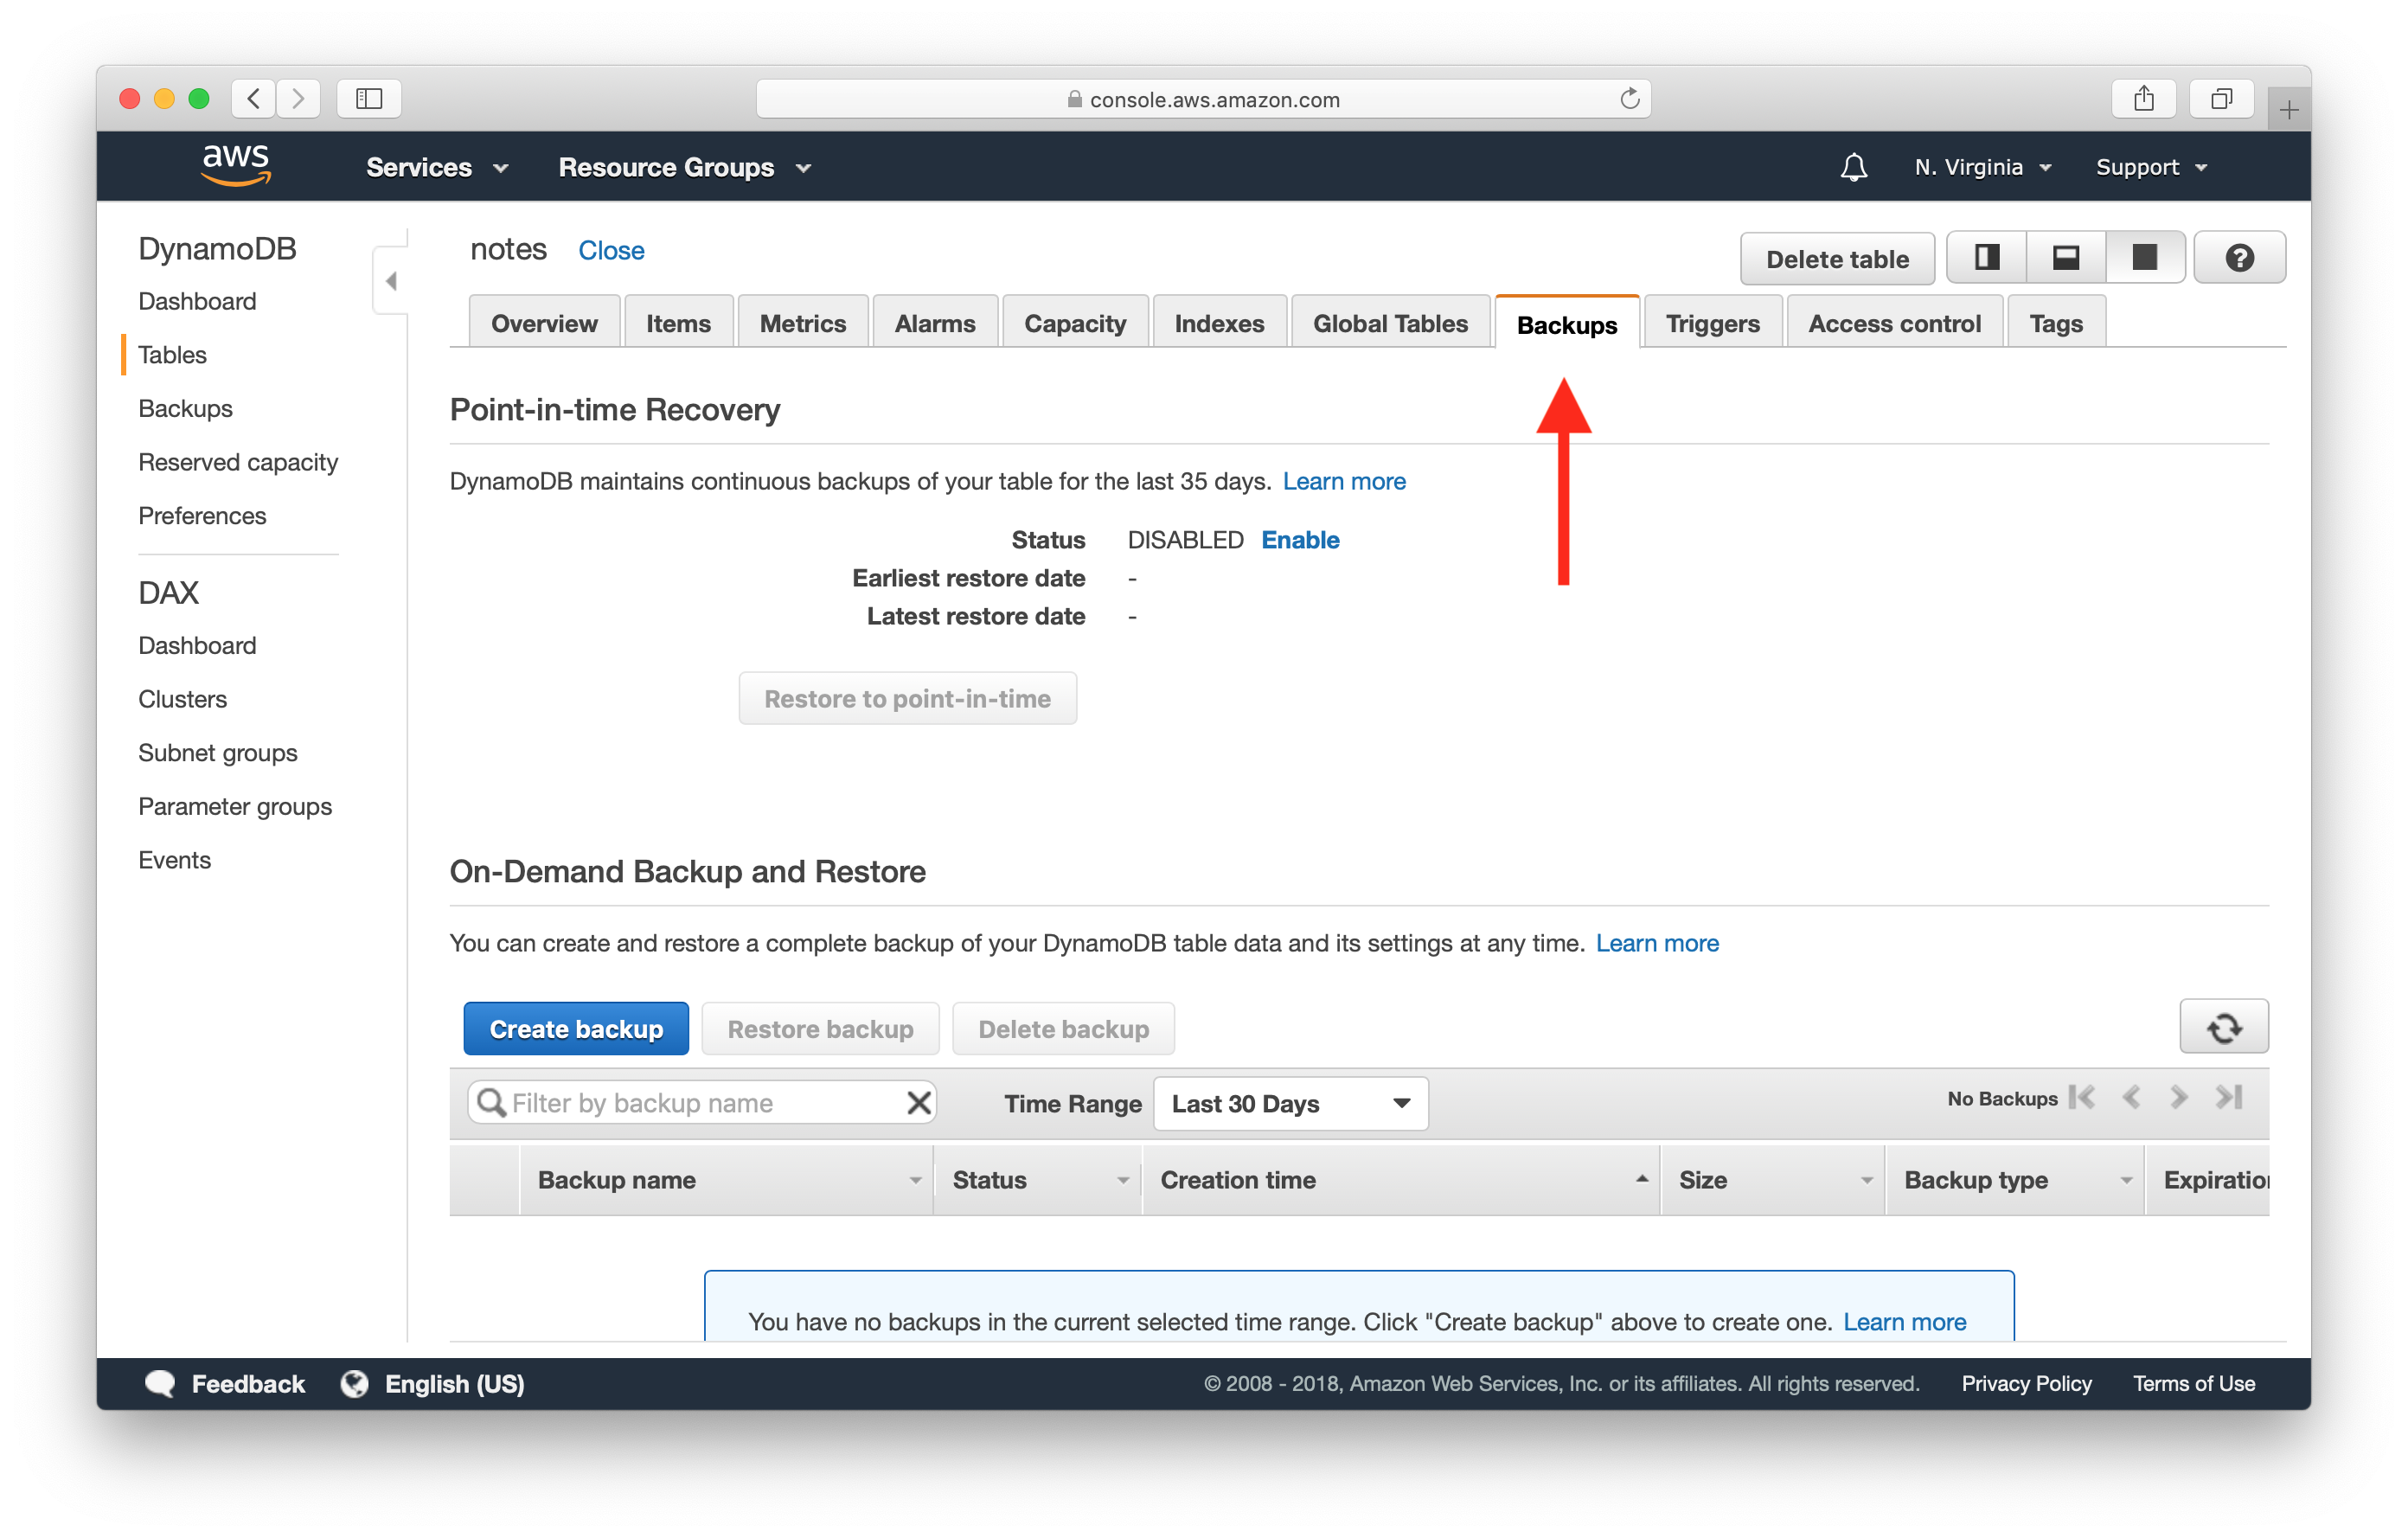 console.aws.amazon.com
aws Services Resource Groups N. Virginia Support
DynamoDB
Dashboard
Tables
Backups
Reserved capacity
Preferences
DAX
Dashboard
Clusters
Subnet groups
Parameter groups
Events
notes Close Delete table
Overview Items Metrics Alarms Capacity Indexes Global Tables Backups Triggers Access control Tags
Point-in-time Recovery
DynamoDB maintains continuous backups of your table for the last 35 days. Learn more
Status DISABLED Enable
Earliest restore date -
Latest restore date -
Restore to point-in-time
On-Demand Backup and Restore
You can create and restore a complete backup of your DynamoDB table data and its settings at any time. Learn more
Create backup Restore backup Delete backup
Filter by backup name Time Range Last 30 Days No Backups
Backup name Status Creation time Size Backup type Expiratio
You have no backups in the current selected time range. Click "Create backup" above to create one. Learn more
Feedback English (US) © 2008 - 2018, Amazon Web Services, Inc. or its affiliates. All rights reserved. Privacy Policy Terms of Use